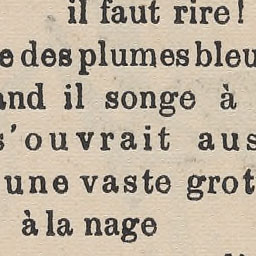 il faut rire!
e des plumes bleu
and il songe à
s'ouvrait aus
une vaste grot
à la nage